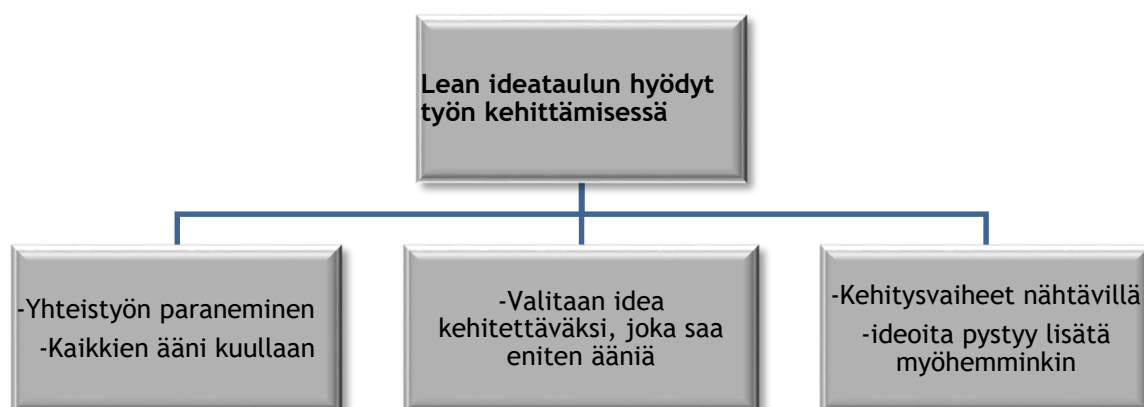 Lean ideataulun hyödyt
työn kehittämisessä
-Yhteistyön paraneminen
-Kaikkien ääni kuullaan
-Valitaan idea
kehitettäväksi, joka saa
eniten ääniä
-Kehitysvaiheet nähtävillä
-ideoita pystyy lisätä
myöhemminkin